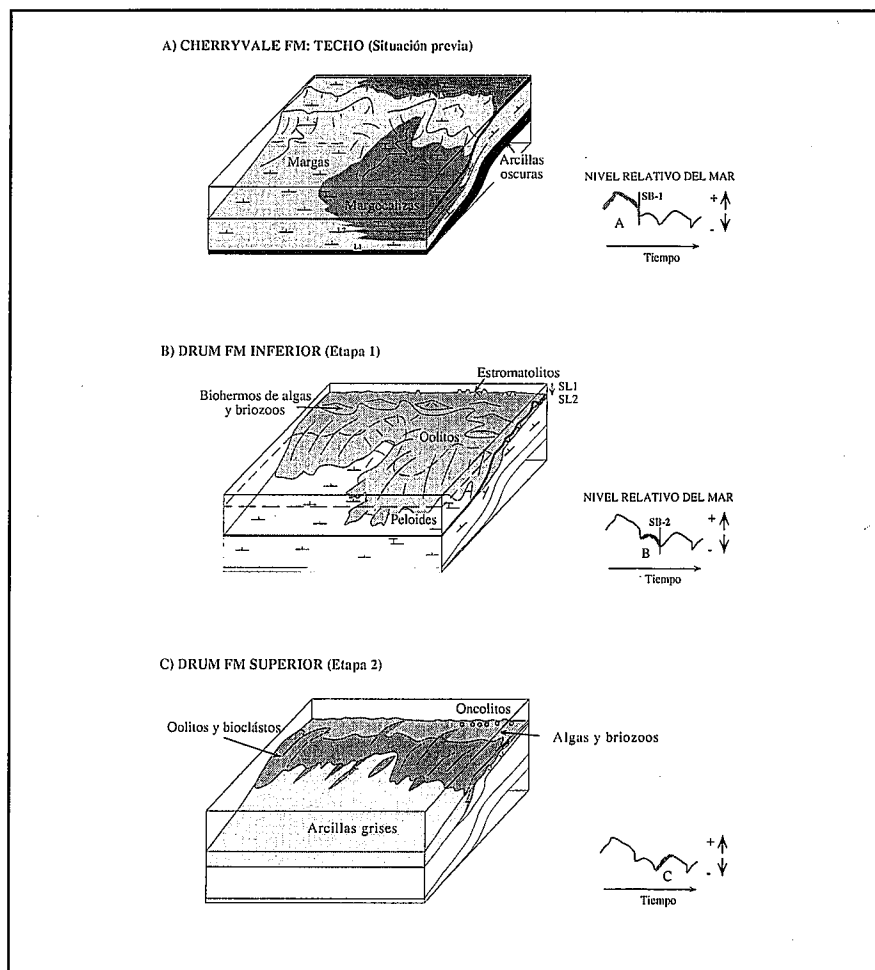 A) CHERRYVALE FM: TECHO (Situación previa)
Margas
Arcillas
oscuras
Margocalizas
L2
L1
NIVEL RELATIVO DEL MAR
SB-1
+
A
-
Tiempo
B) DRUM FM INFERIOR (Etapa 1)
Estromatolitos
SL1
SL2
Biohermos de algas
y briozoos
Oolitos
Peloides
NIVEL RELATIVO DEL MAR
SB-2
+
B
-
Tiempo
C) DRUM FM SUPERIOR (Etapa 2)
Oncolitos
Oolitos y bioclástos
Algas y briozoos
Arcillas grises
+
C
-
Tiempo